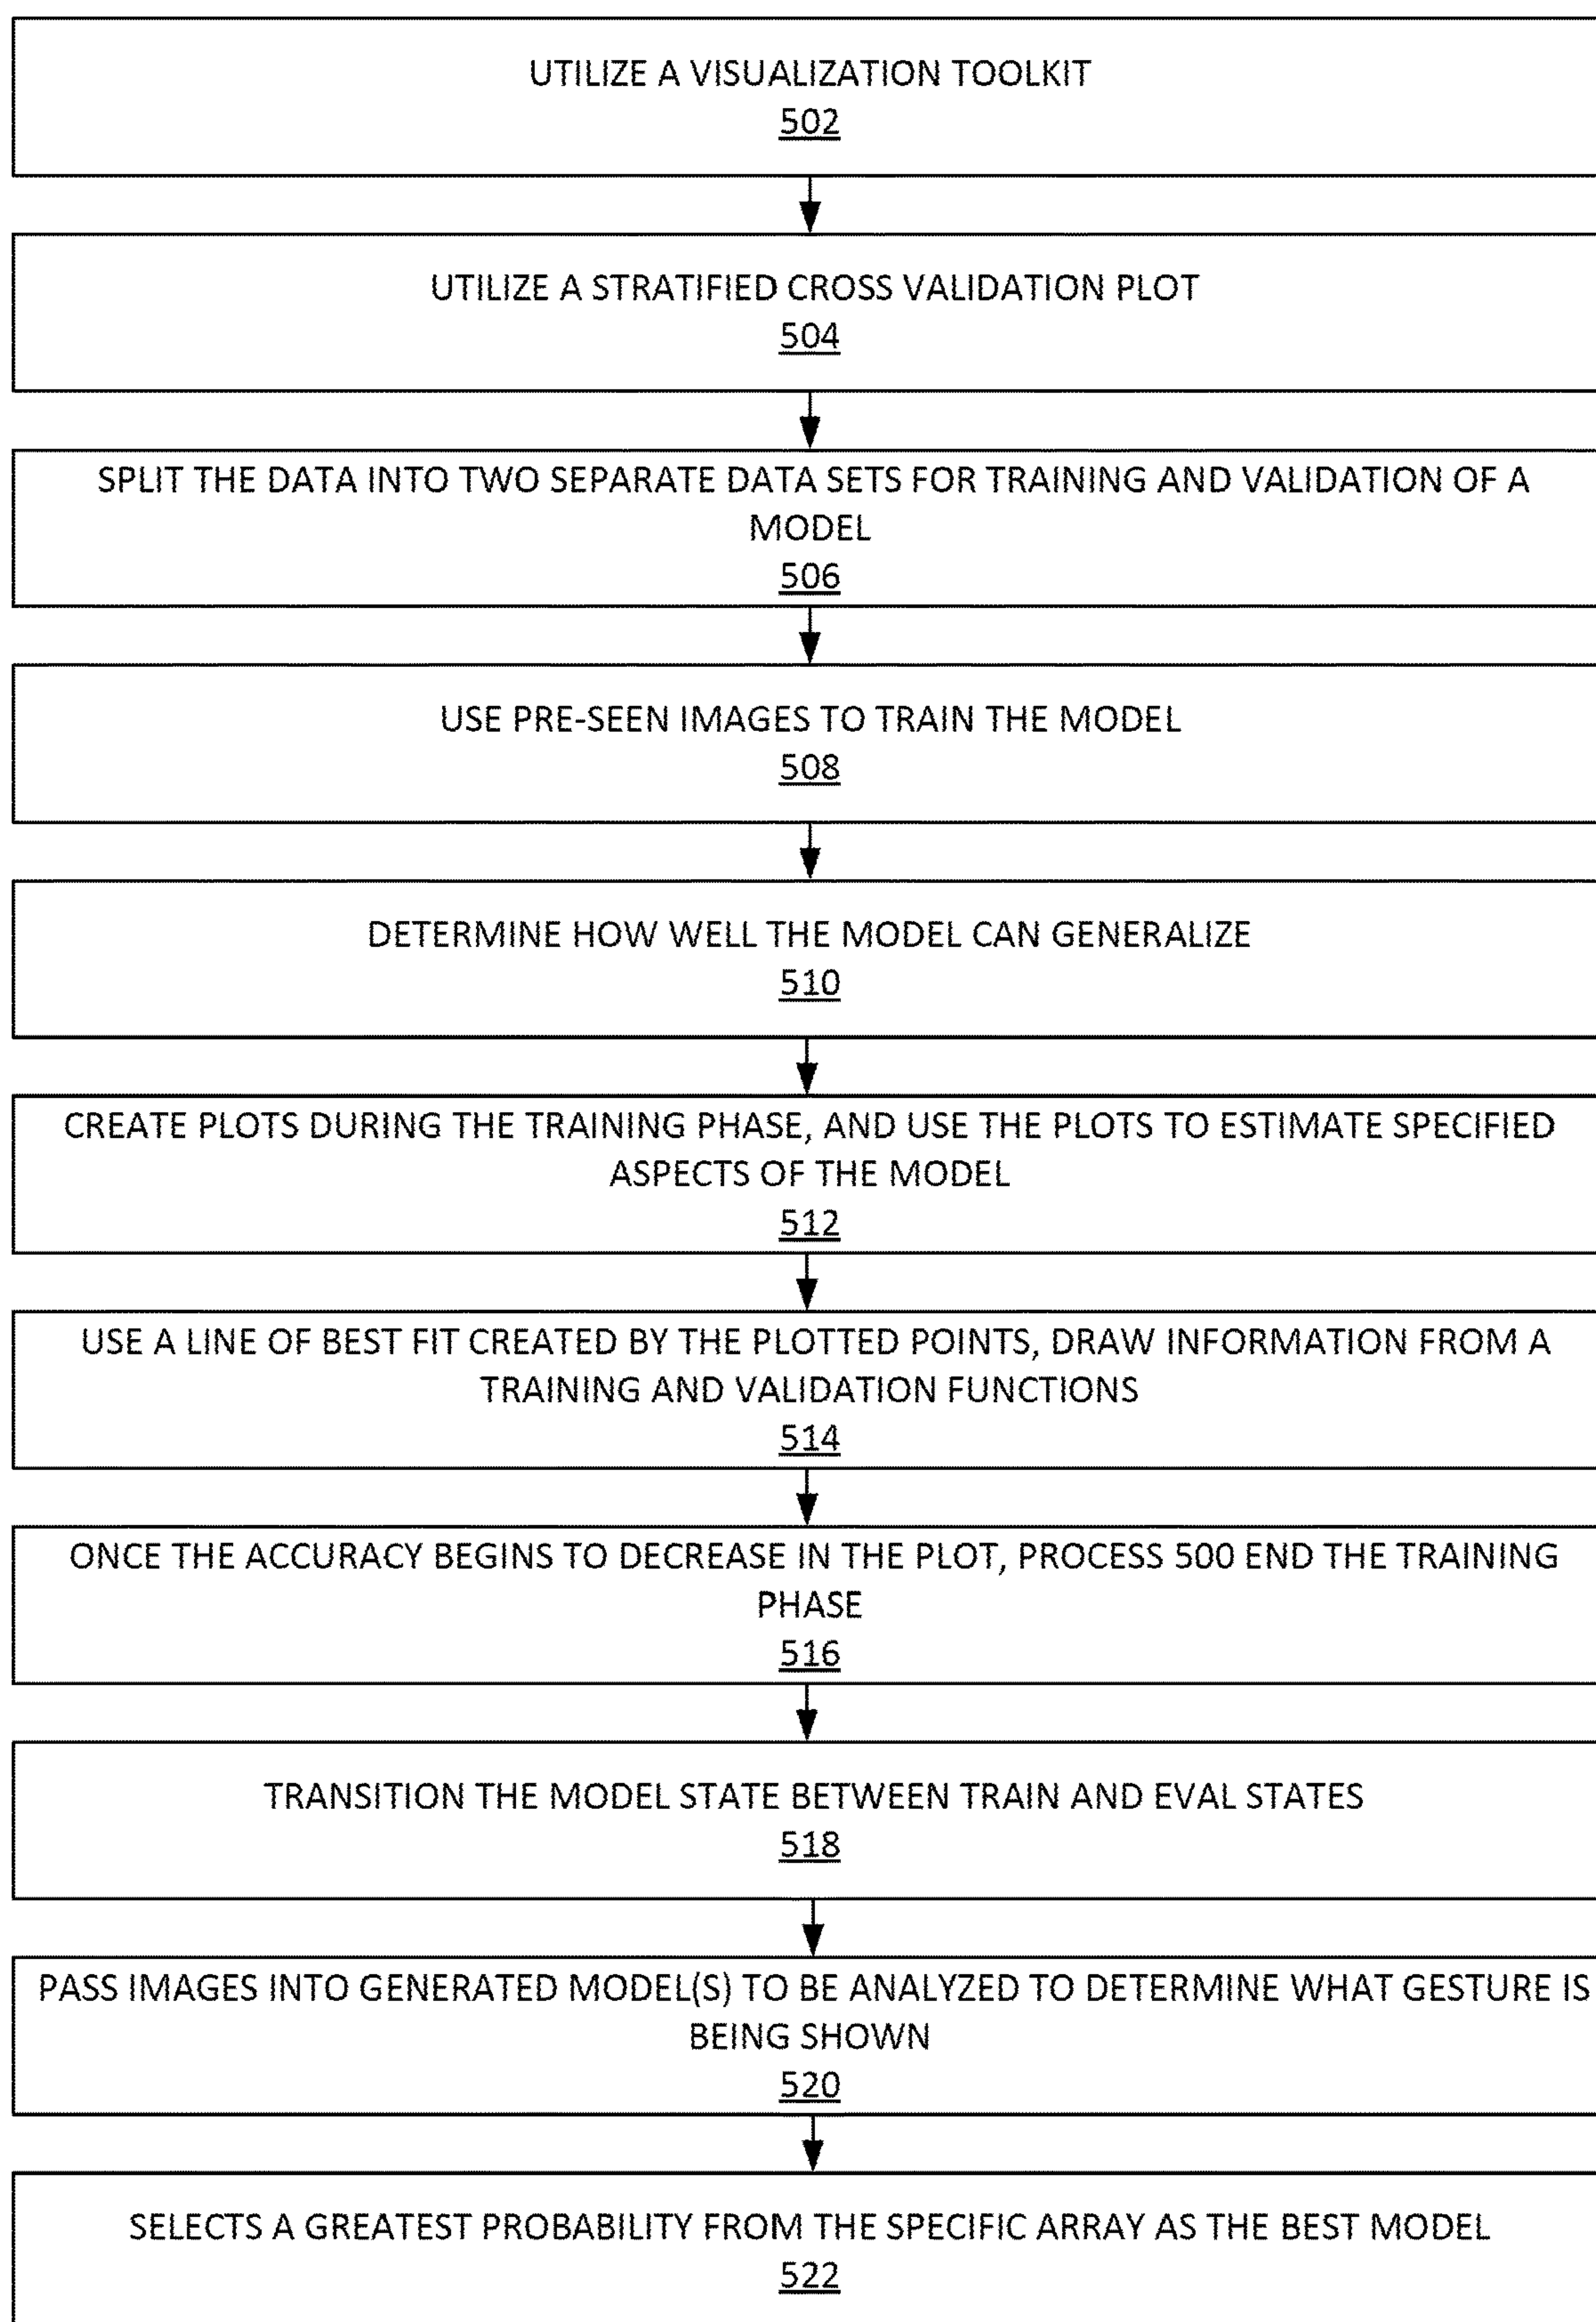 UTILIZE A VISUALIZATION TOOLKIT
502
UTILIZE A STRATIFIED CROSS VALIDATION PLOT
504
SPLIT THE DATA INTO TWO SEPARATE DATA SETS FOR TRAINING AND VALIDATION OF A
MODEL
506
USE PRE-SEEN IMAGES TO TRAIN THE MODEL
508
DETERMINE HOW WELL THE MODEL CAN GENERALIZE
510
CREATE PLOTS DURING THE TRAINING PHASE, AND USE THE PLOTS TO ESTIMATE SPECIFIED
ASPECTS OF THE MODEL
512
USE A LINE OF BEST FIT CREATED BY THE PLOTTED POINTS, DRAW INFORMATION FROM A
TRAINING AND VALIDATION FUNCTIONS
514
ONCE THE ACCURACY BEGINS TO DECREASE IN THE PLOT, PROCESS 500 END THE TRAINING
PHASE
516
TRANSITION THE MODEL STATE BETWEEN TRAIN AND EVAL STATES
518
PASS IMAGES INTO GENERATED MODEL(S) TO BE ANALYZED TO DETERMINE WHAT GESTURE IS
BEING SHOWN
520
SELECTS A GREATEST PROBABILITY FROM THE SPECIFIC ARRAY AS THE BEST MODEL
522